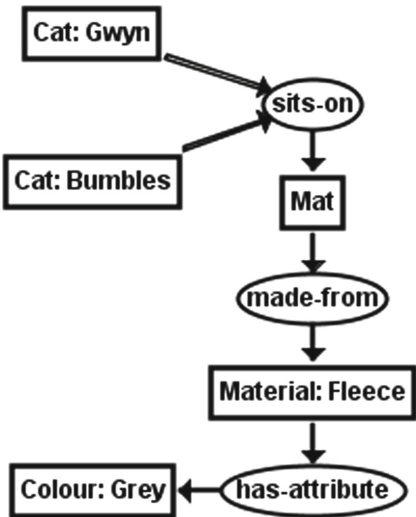 Cat: Gwyn
sits-on
Cat: Bumbles
Mat
made-from
Material: Fleece
Colour: Grey
has-attribute